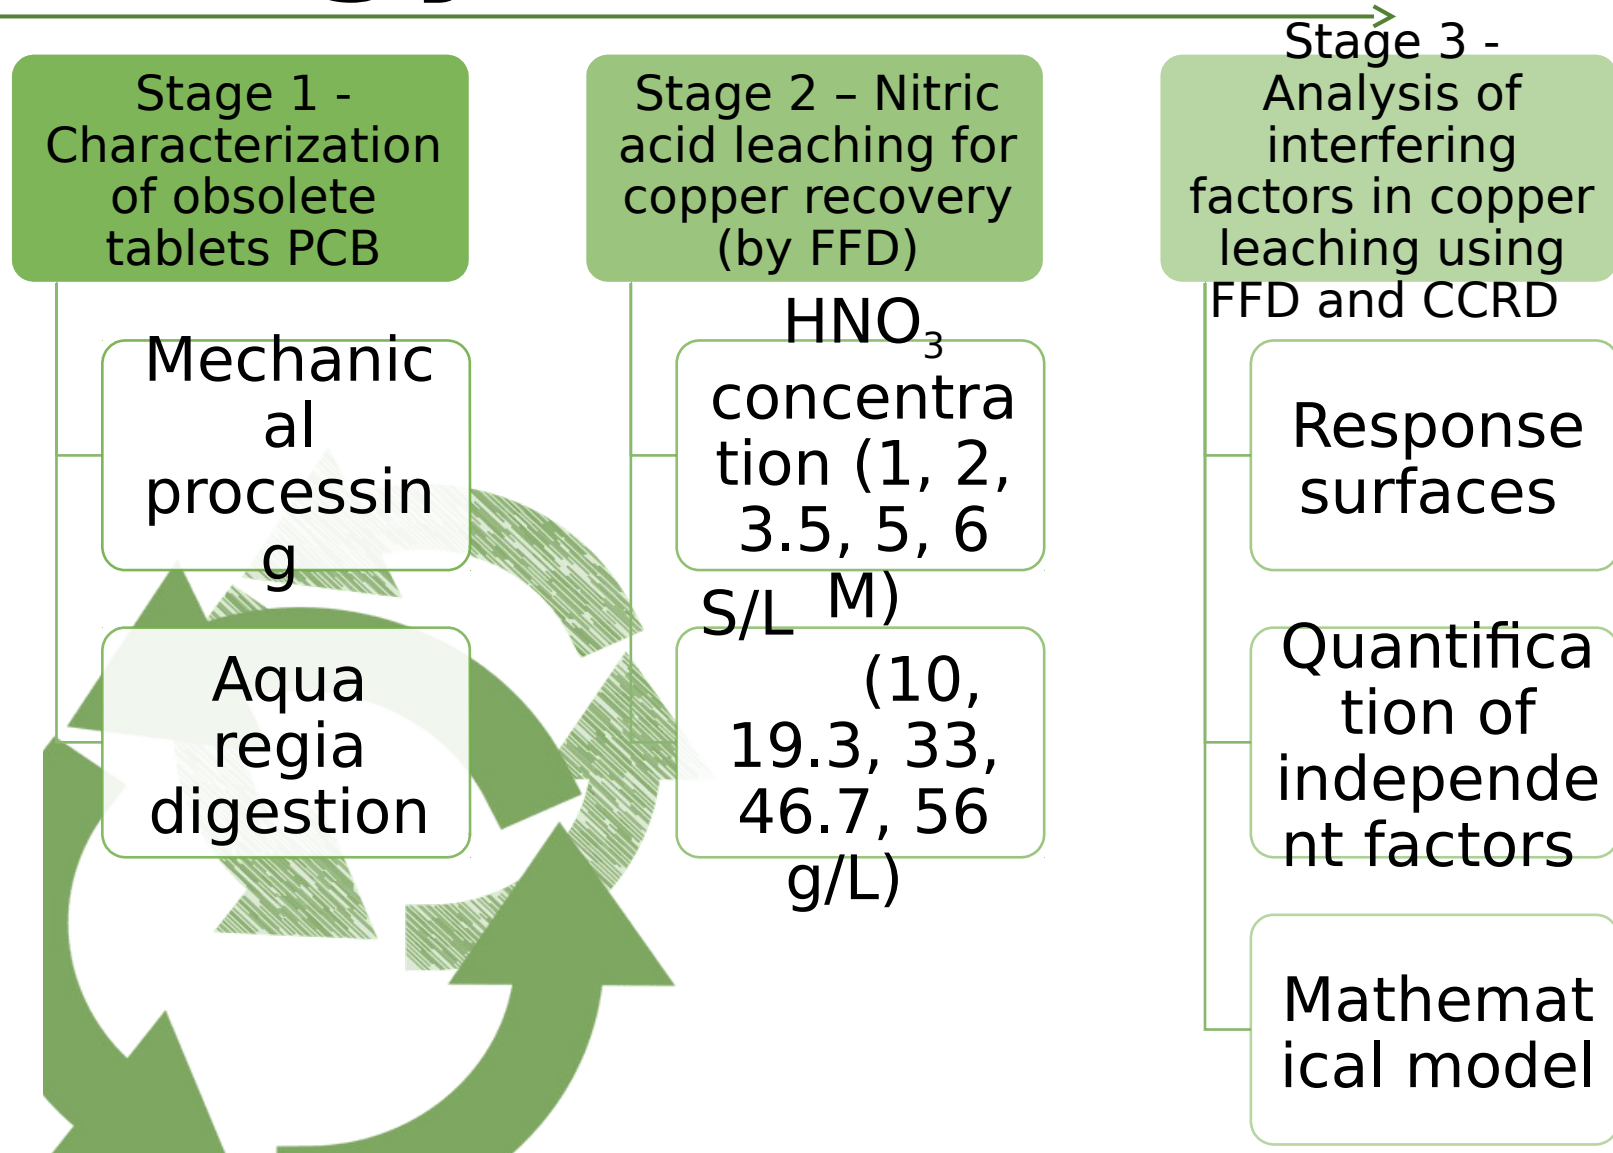 Stage 1 -
Characterization
of obsolete
tablets PCB
Mechanic
al
processin
g
Aqua
regia
digestion
Stage 2 – Nitric
acid leaching for
copper recovery
(by FFD)
HNO₃
concentra
tion (1, 2,
3.5, 5, 6
M)
S/L
(10,
19.3, 33,
46.7, 56
g/L)
Stage 3 -
Analysis of
interfering
factors in copper
leaching using
FFD and CCRD
Response
surfaces
Quantifica
tion of
independe
nt factors
Mathemat
ical model